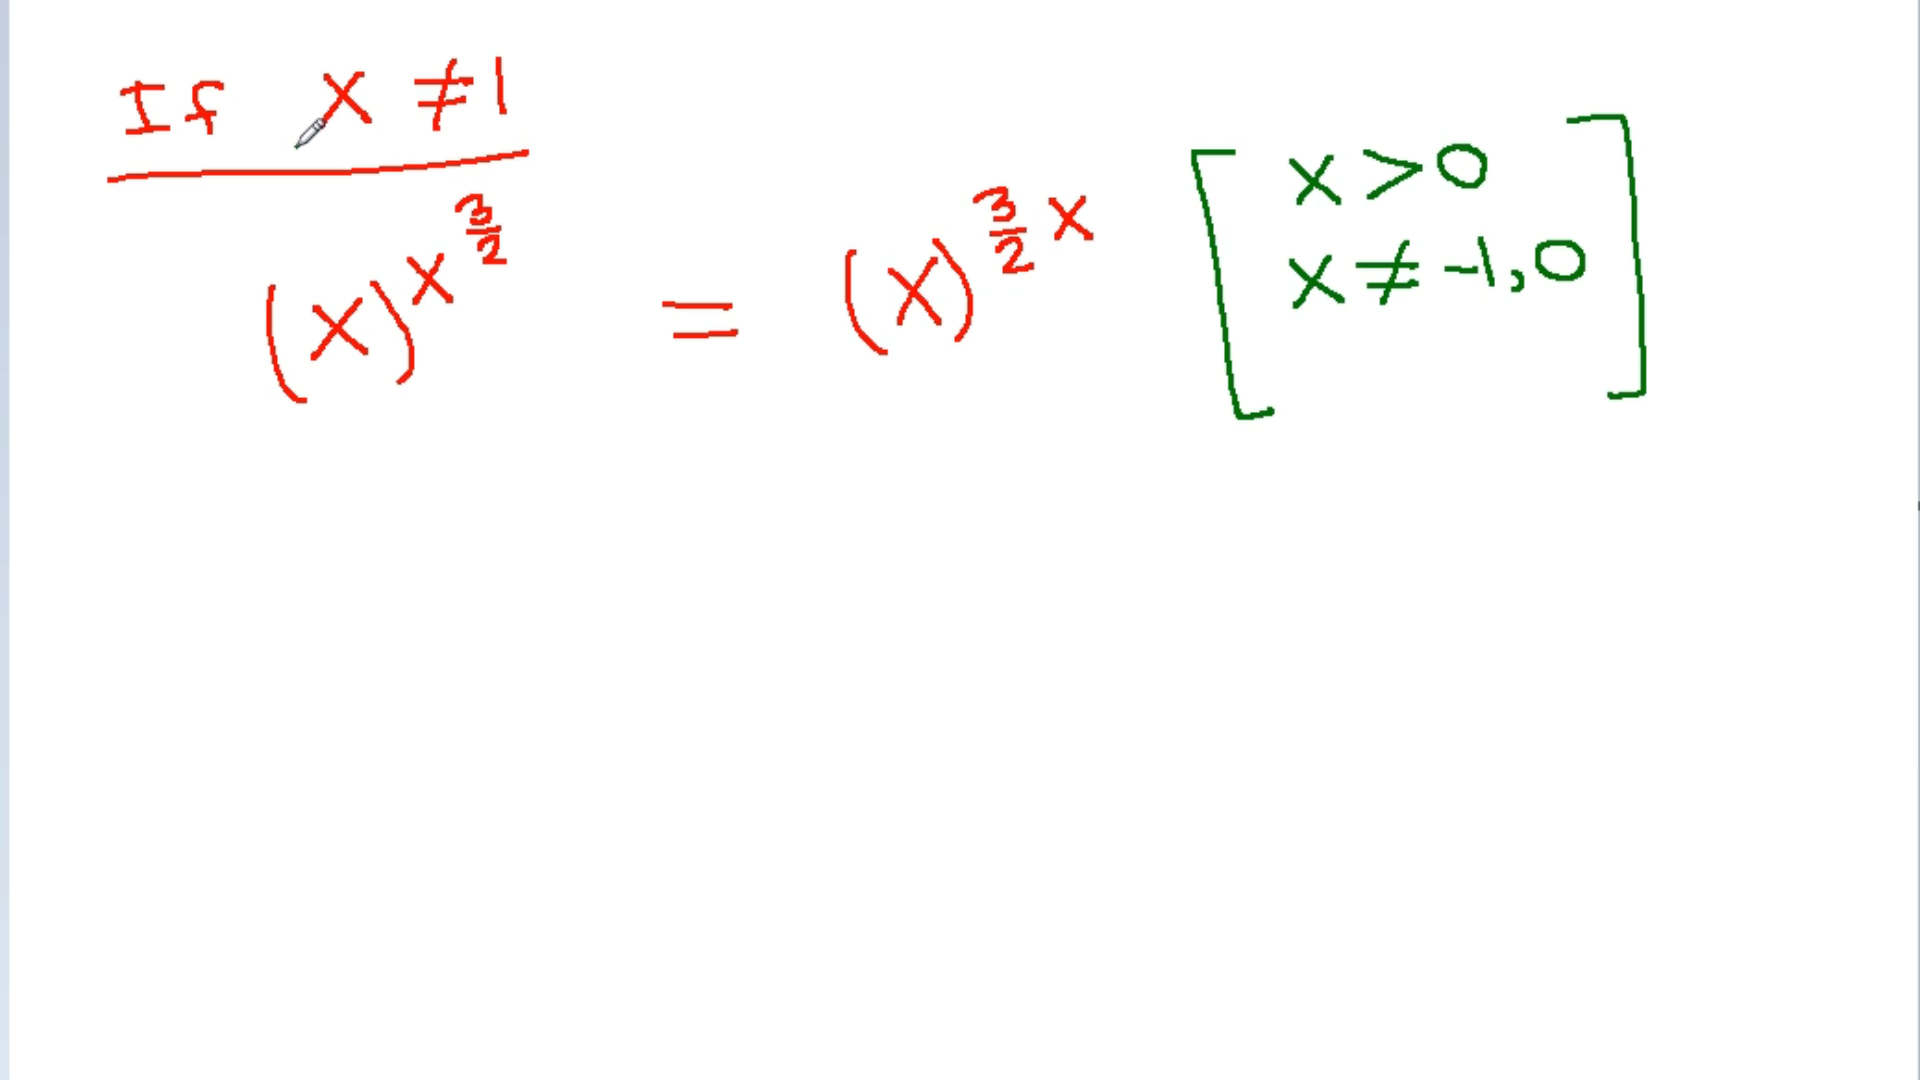 If x ≠ 1
(x)^x^3/2 = (x)^3/2 x
x > 0
x ≠ -1, 0